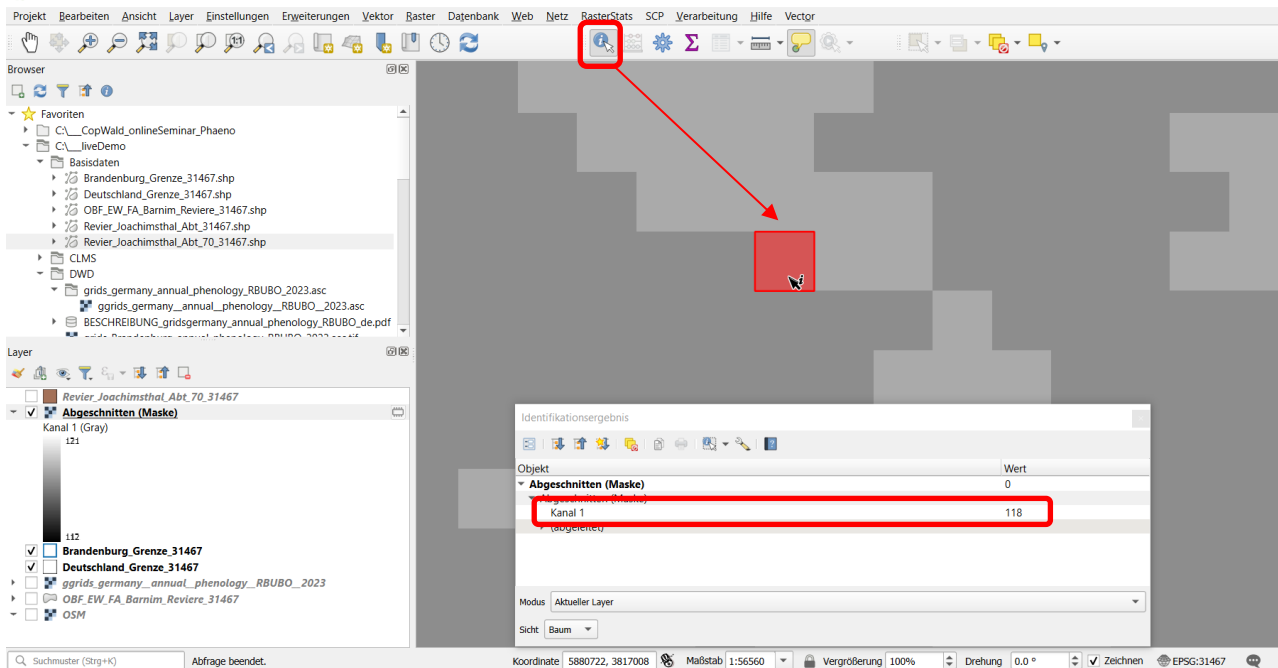 Projekt Bearbeiten Ansicht Layer Einstellungen Erweiterungen Vektor Raster Datenbank Web Netz RasterStats SCP Verarbeitung Hilfe Vector
Browser
Favoriten
C:\__CopWald_onlineSeminar_Phaeno
C:\__liveDemo
Basisdaten
Brandenburg_Grenze_31467.shp
Deutschland_Grenze_31467.shp
OBF_EW_FA_Barnim_Reviere_31467.shp
Revier_Joachimsthal_Abt_31467.shp
Revier_Joachimsthal_Abt_70_31467.shp
CLMS
DWD
grids_germany_annual_phenology_RBUBO_2023.asc
ggrids_germany__annual__phenology__RBUBO__2023.asc
BESCHREIBUNG_gridsgermany_annual_phenology_RBUBO_de.pdf
Layer
Revier_Joachimsthal_Abt_70_31467
Abgeschnitten (Maske)
Kanal 1 (Gray)
121
112
Brandenburg_Grenze_31467
Deutschland_Grenze_31467
ggrids_germany__annual__phenology__RBUBO__2023
OBF_EW_FA_Barnim_Reviere_31467
OSM
Identifikationsergebnis
Objekt Wert
Abgeschnitten (Maske) 0
Abgeschnitten (Maske)
Kanal 1 118
(abgeleitet)
Modus Aktueller Layer
Sicht Baum
Suchmuster (Strg+K) Abfrage beendet. Koordinate 5880722, 3817008 Maßstab 1:56560 Vergrößerung 100% Drehung 0.0 ° Zeichnen EPSG:31467